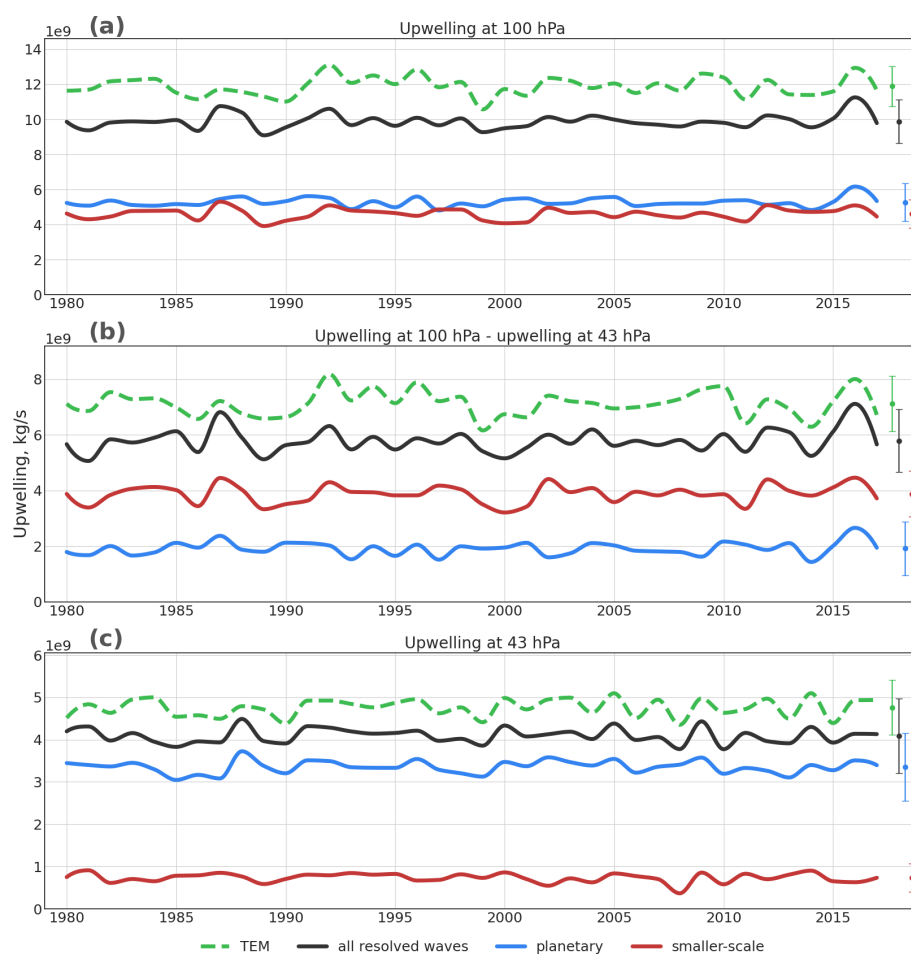 1e9 (a) Upwelling at 100 hPa
14
12
10
8
6
4
2
0
1980 1985 1990 1995 2000 2005 2010 2015
1e9 (b) Upwelling at 100 hPa - upwelling at 43 hPa
Upwelling, kg/s
8
6
4
2
0
1980 1985 1990 1995 2000 2005 2010 2015
1e9 (c) Upwelling at 43 hPa
6
5
4
3
2
1
0
1980 1985 1990 1995 2000 2005 2010 2015
TEM all resolved waves planetary smaller-scale